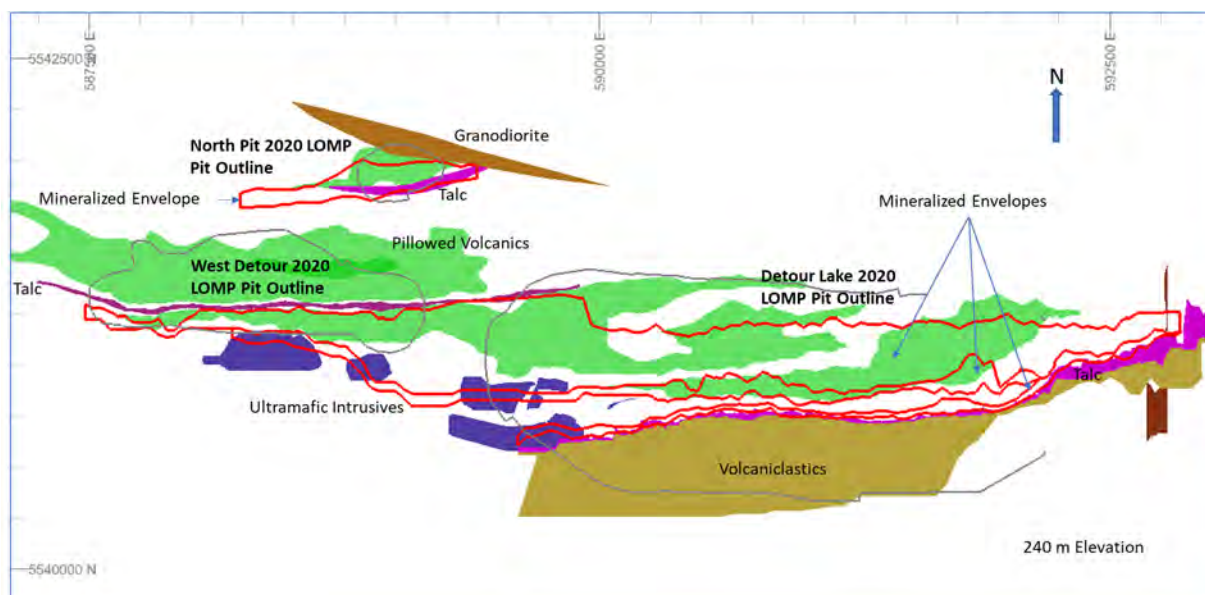 587500 E
590000 E
592500 E
5542500 N
N
Granodiorite
North Pit 2020 LOMP
Pit Outline
Mineralized Envelope
Talc
Mineralized Envelopes
Pillowed Volcanics
West Detour 2020
LOMP Pit Outline
Detour Lake 2020
LOMP Pit Outline
Talc
Talc
Ultramafic Intrusives
Volcaniclastics
240 m Elevation
5540000 N